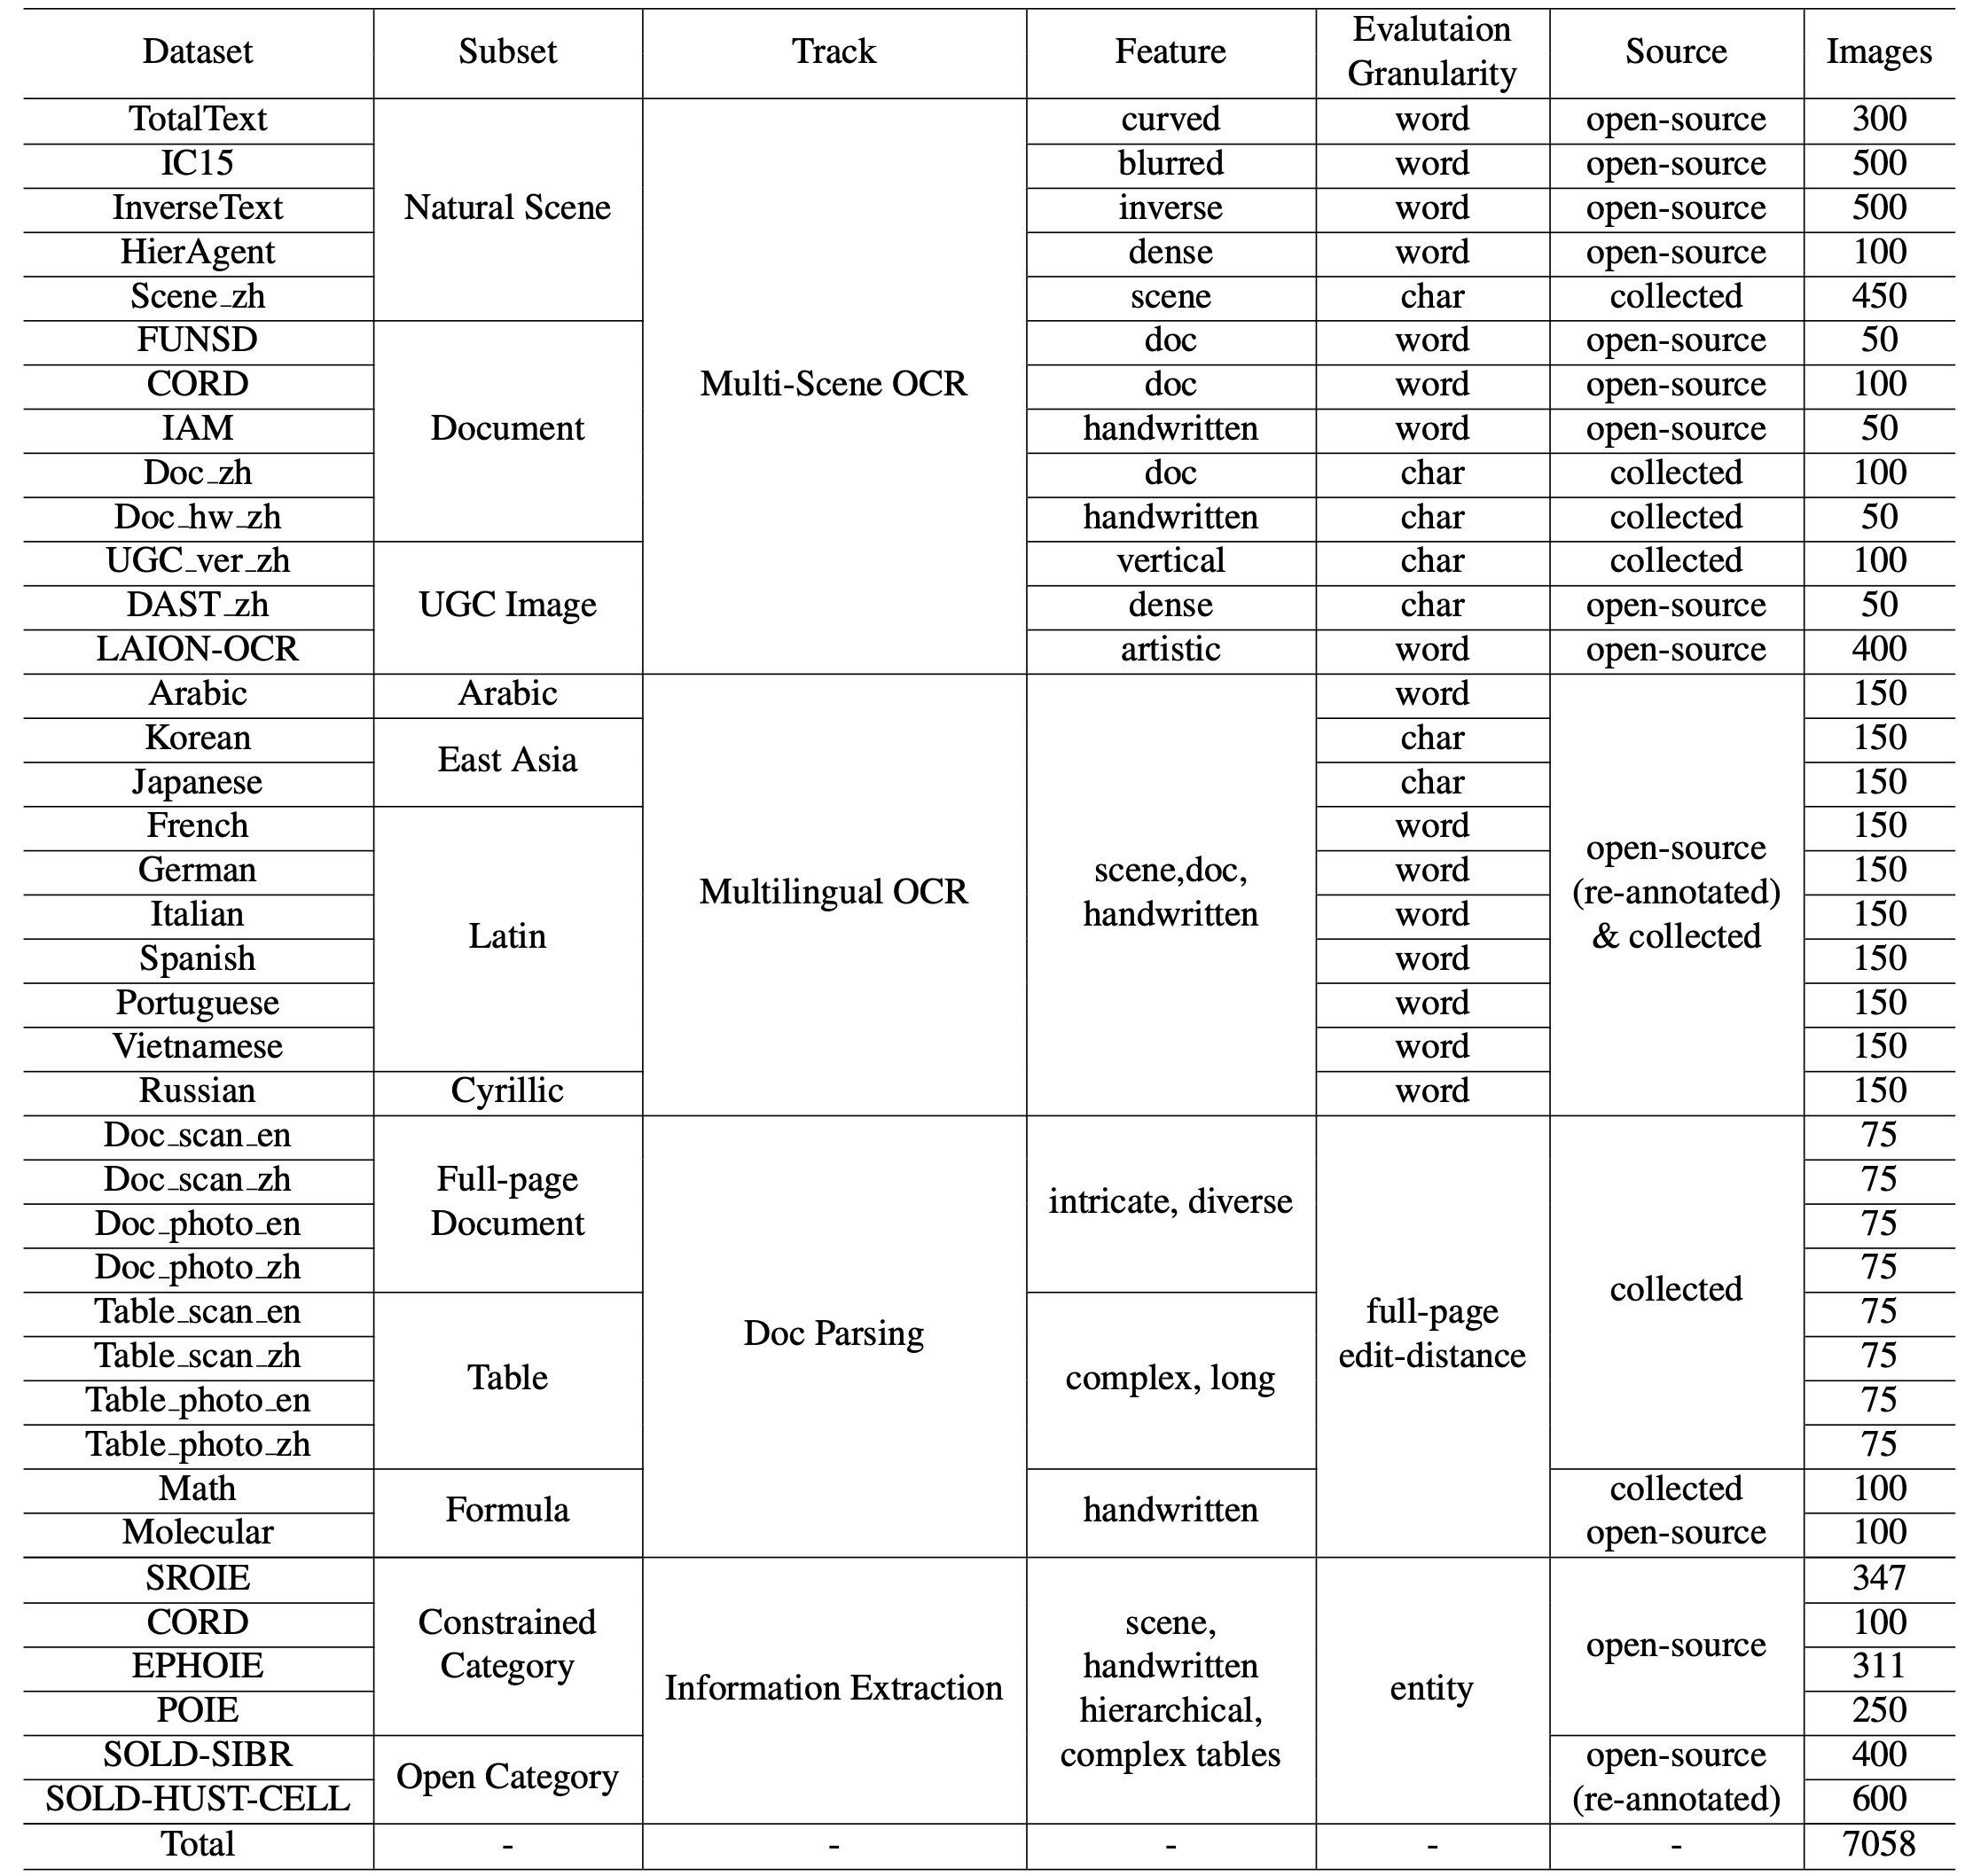 Dataset Subset Track Feature Evalutaion Granularity Source Images
TotalText Natural Scene Multi-Scene OCR curved word open-source 300
IC15 blurred word open-source 500
InverseText inverse word open-source 500
HierAgent dense word open-source 100
Scene_zh scene char collected 450
FUNSD Document doc word open-source 50
CORD doc word open-source 100
IAM handwritten word open-source 50
Doc_zh doc char collected 100
Doc_hw_zh handwritten char collected 50
UGC_ver_zh UGC Image vertical char collected 100
DAST_zh dense char open-source 50
LAION-OCR artistic word open-source 400
Arabic Arabic Multilingual OCR scene,doc, handwritten word open-source (re-annotated) & collected 150
Korean East Asia char 150
Japanese char 150
French Latin word 150
German word 150
Italian word 150
Spanish word 150
Portuguese word 150
Vietnamese word 150
Russian Cyrillic word 150
Doc_scan_en Full-page Document Doc Parsing intricate, diverse full-page edit-distance collected 75
Doc_scan_zh 75
Doc_photo_en 75
Doc_photo_zh 75
Table_scan_en Table complex, long 75
Table_scan_zh 75
Table_photo_en 75
Table_photo_zh 75
Math Formula handwritten collected 100
Molecular open-source 100
SROIE Constrained Category Information Extraction scene, handwritten hierarchical, complex tables entity open-source 347
CORD 100
EPHOIE 311
POIE 250
SOLD-SIBR Open Category open-source (re-annotated) 400
SOLD-HUST-CELL 600
Total - - - - - 7058